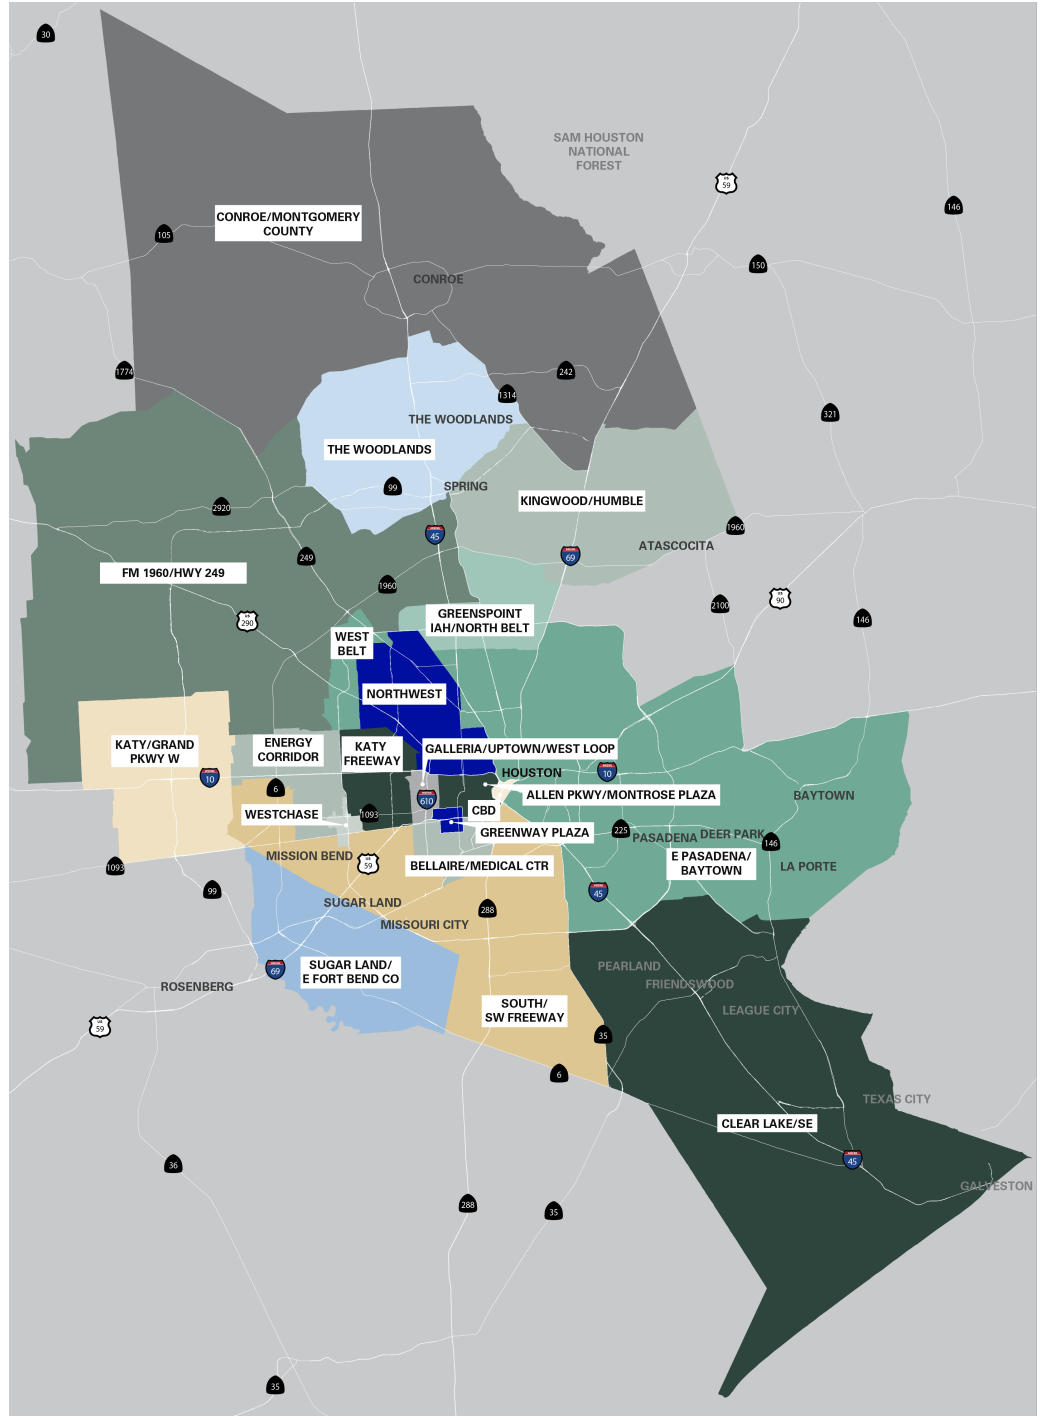 30
SAM HOUSTON
NATIONAL
FOREST
US
59
146
CONROE/MONTGOMERY
COUNTY
105
150
CONROE
1774
242
1314
321
THE WOODLANDS
THE WOODLANDS
99
SPRING
KINGWOOD/HUMBLE
2920
45
1960
ATASCOCITA
249
69
FM 1960/HWY 249
1960
US
90
2100
146
US
290
GREENSPOINT
IAH/NORTH BELT
WEST
BELT
NORTHWEST
KATY/GRAND
PKWY W
ENERGY
CORRIDOR
KATY
FREEWAY
GALLERIA/UPTOWN/WEST LOOP
10
HOUSTON
10
6
610
ALLEN PKWY/MONTROSE PLAZA
BAYTOWN
WESTCHASE
1093
CBD
GREENWAY PLAZA
225
PASADENA
DEER PARK
146
MISSION BEND
US
59
BELLAIRE/MEDICAL CTR
E PASADENA/
BAYTOWN
LA PORTE
1093
99
45
SUGAR LAND
288
MISSOURI CITY
SUGAR LAND/
E FORT BEND CO
69
PEARLAND
FRIENDSWOOD
ROSENBERG
SOUTH/
SW FREEWAY
LEAGUE CITY
US
59
35
6
TEXAS CITY
CLEAR LAKE/SE
45
36
GALVESTON
288
35
35